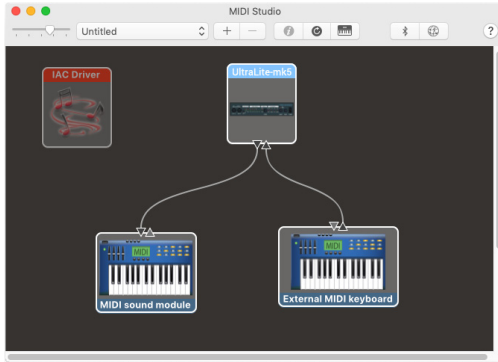 MIDI Studio
Untitled
?
IAC Driver
UltraLite-mk5
MIDI
MIDI
MIDI sound module
External MIDI keyboard